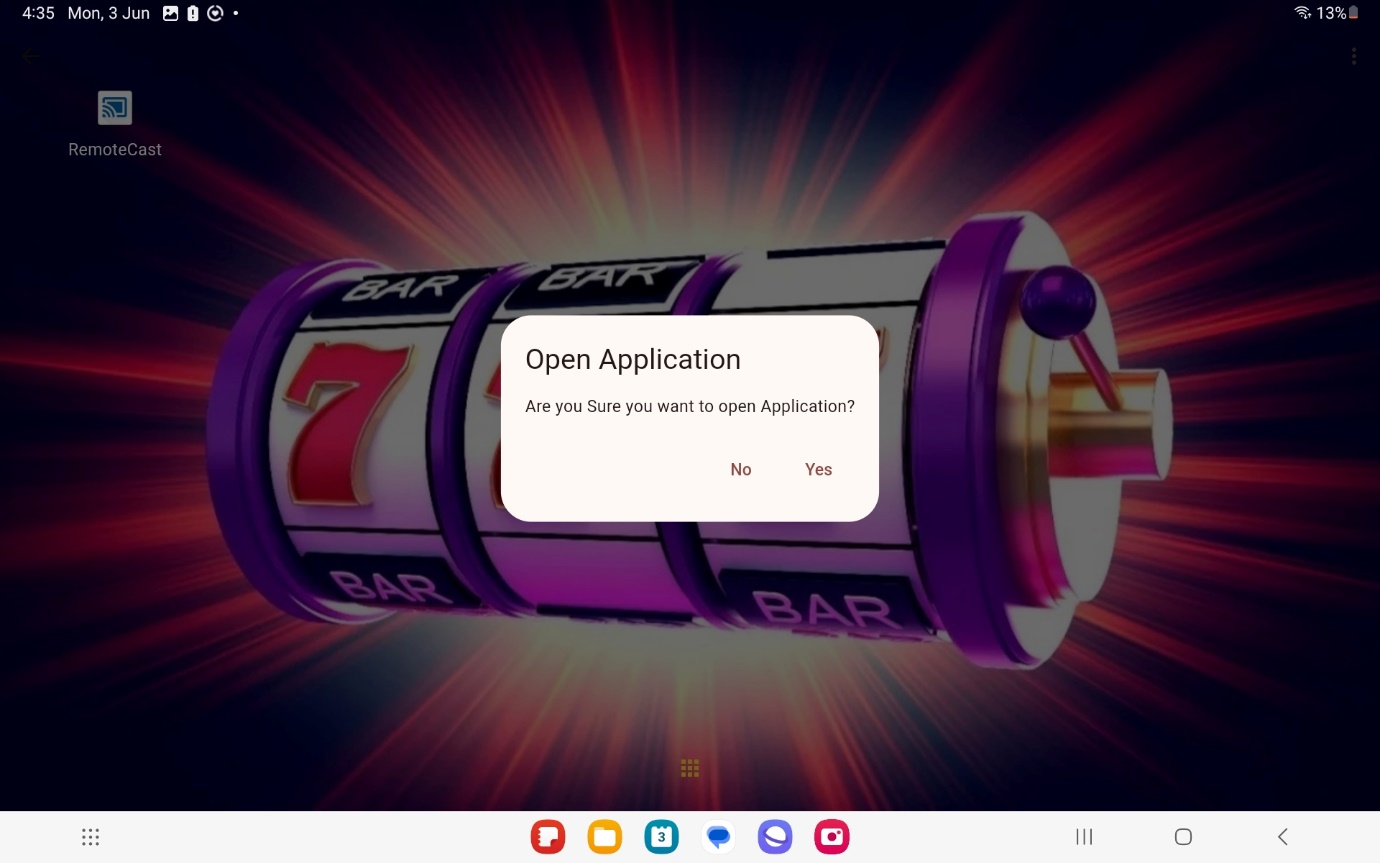 4:35 Mon, 3 Jun
13%
RemoteCast
BAR
BAR
7
Open Application
Are you Sure you want to open Application?
No Yes
BAR
BAR
3